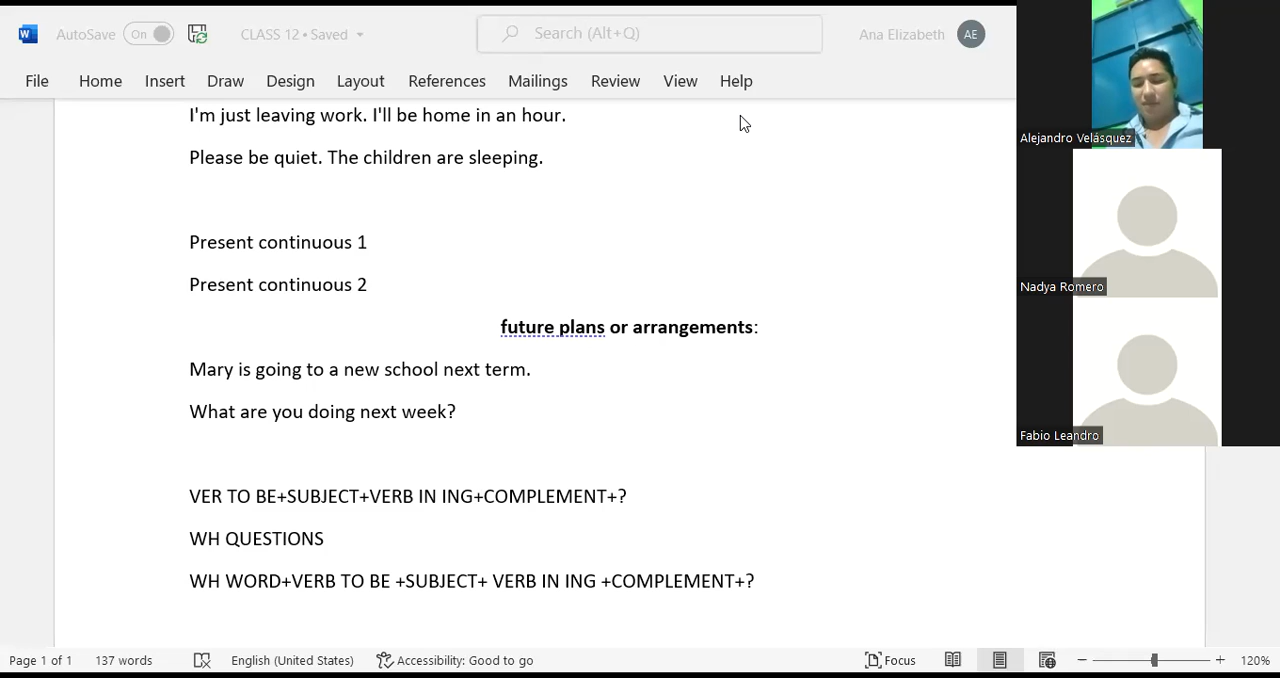 AutoSave On CLASS 12 • Saved Search (Alt+Q) Ana Elizabeth AE
File Home Insert Draw Design Layout References Mailings Review View Help
I'm just leaving work. I'll be home in an hour.
Please be quiet. The children are sleeping.
Present continuous 1
Present continuous 2
future plans or arrangements:
Mary is going to a new school next term.
What are you doing next week?
VER TO BE+SUBJECT+VERB IN ING+COMPLEMENT+?
WH QUESTIONS
WH WORD+VERB TO BE +SUBJECT+ VERB IN ING +COMPLEMENT+?
Page 1 of 1 137 words English (United States) Accessibility: Good to go Focus 120%
Alejandro Velásquez
Nadya Romero
Fabio Leandro